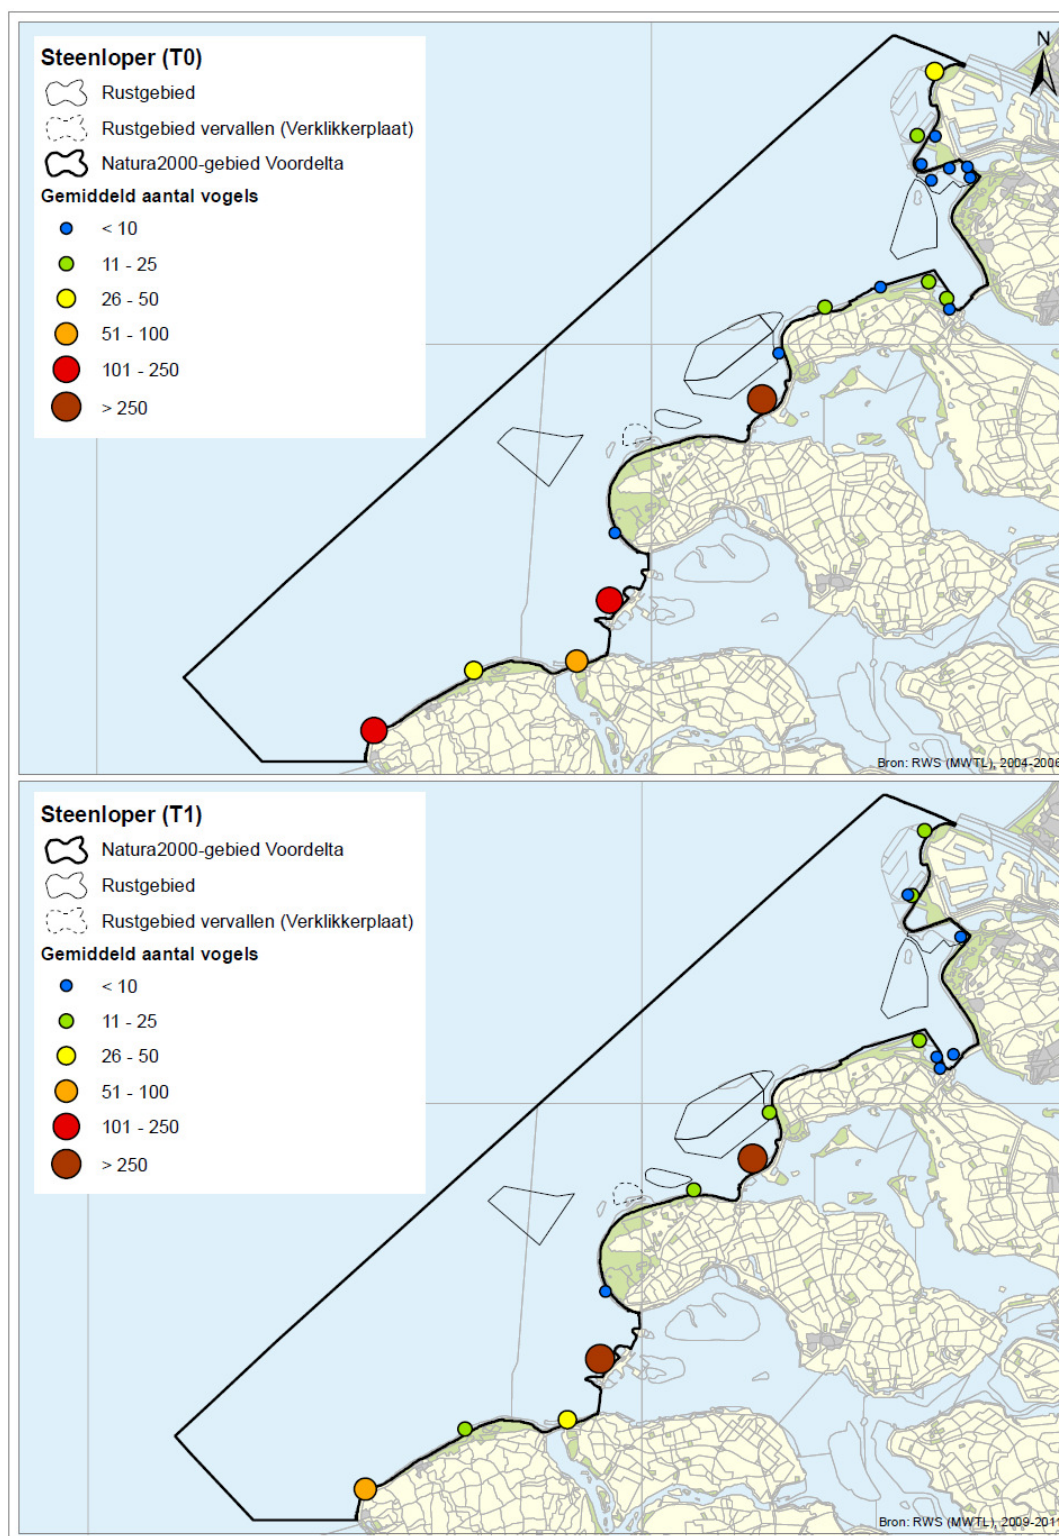 Steenloper (T0)
N
Rustgebied
Rustgebied vervallen (Verklikkerplaat)
Natura2000-gebied Voordelta
Gemiddeld aantal vogels
< 10
11 - 25
26 - 50
51 - 100
101 - 250
> 250
Bron: RWS (MWTL), 2004-2006
Steenloper (T1)
Natura2000-gebied Voordelta
Rustgebied
Rustgebied vervallen (Verklikkerplaat)
Gemiddeld aantal vogels
< 10
11 - 25
26 - 50
51 - 100
101 - 250
> 250
Bron: RWS (MWTL), 2009-201